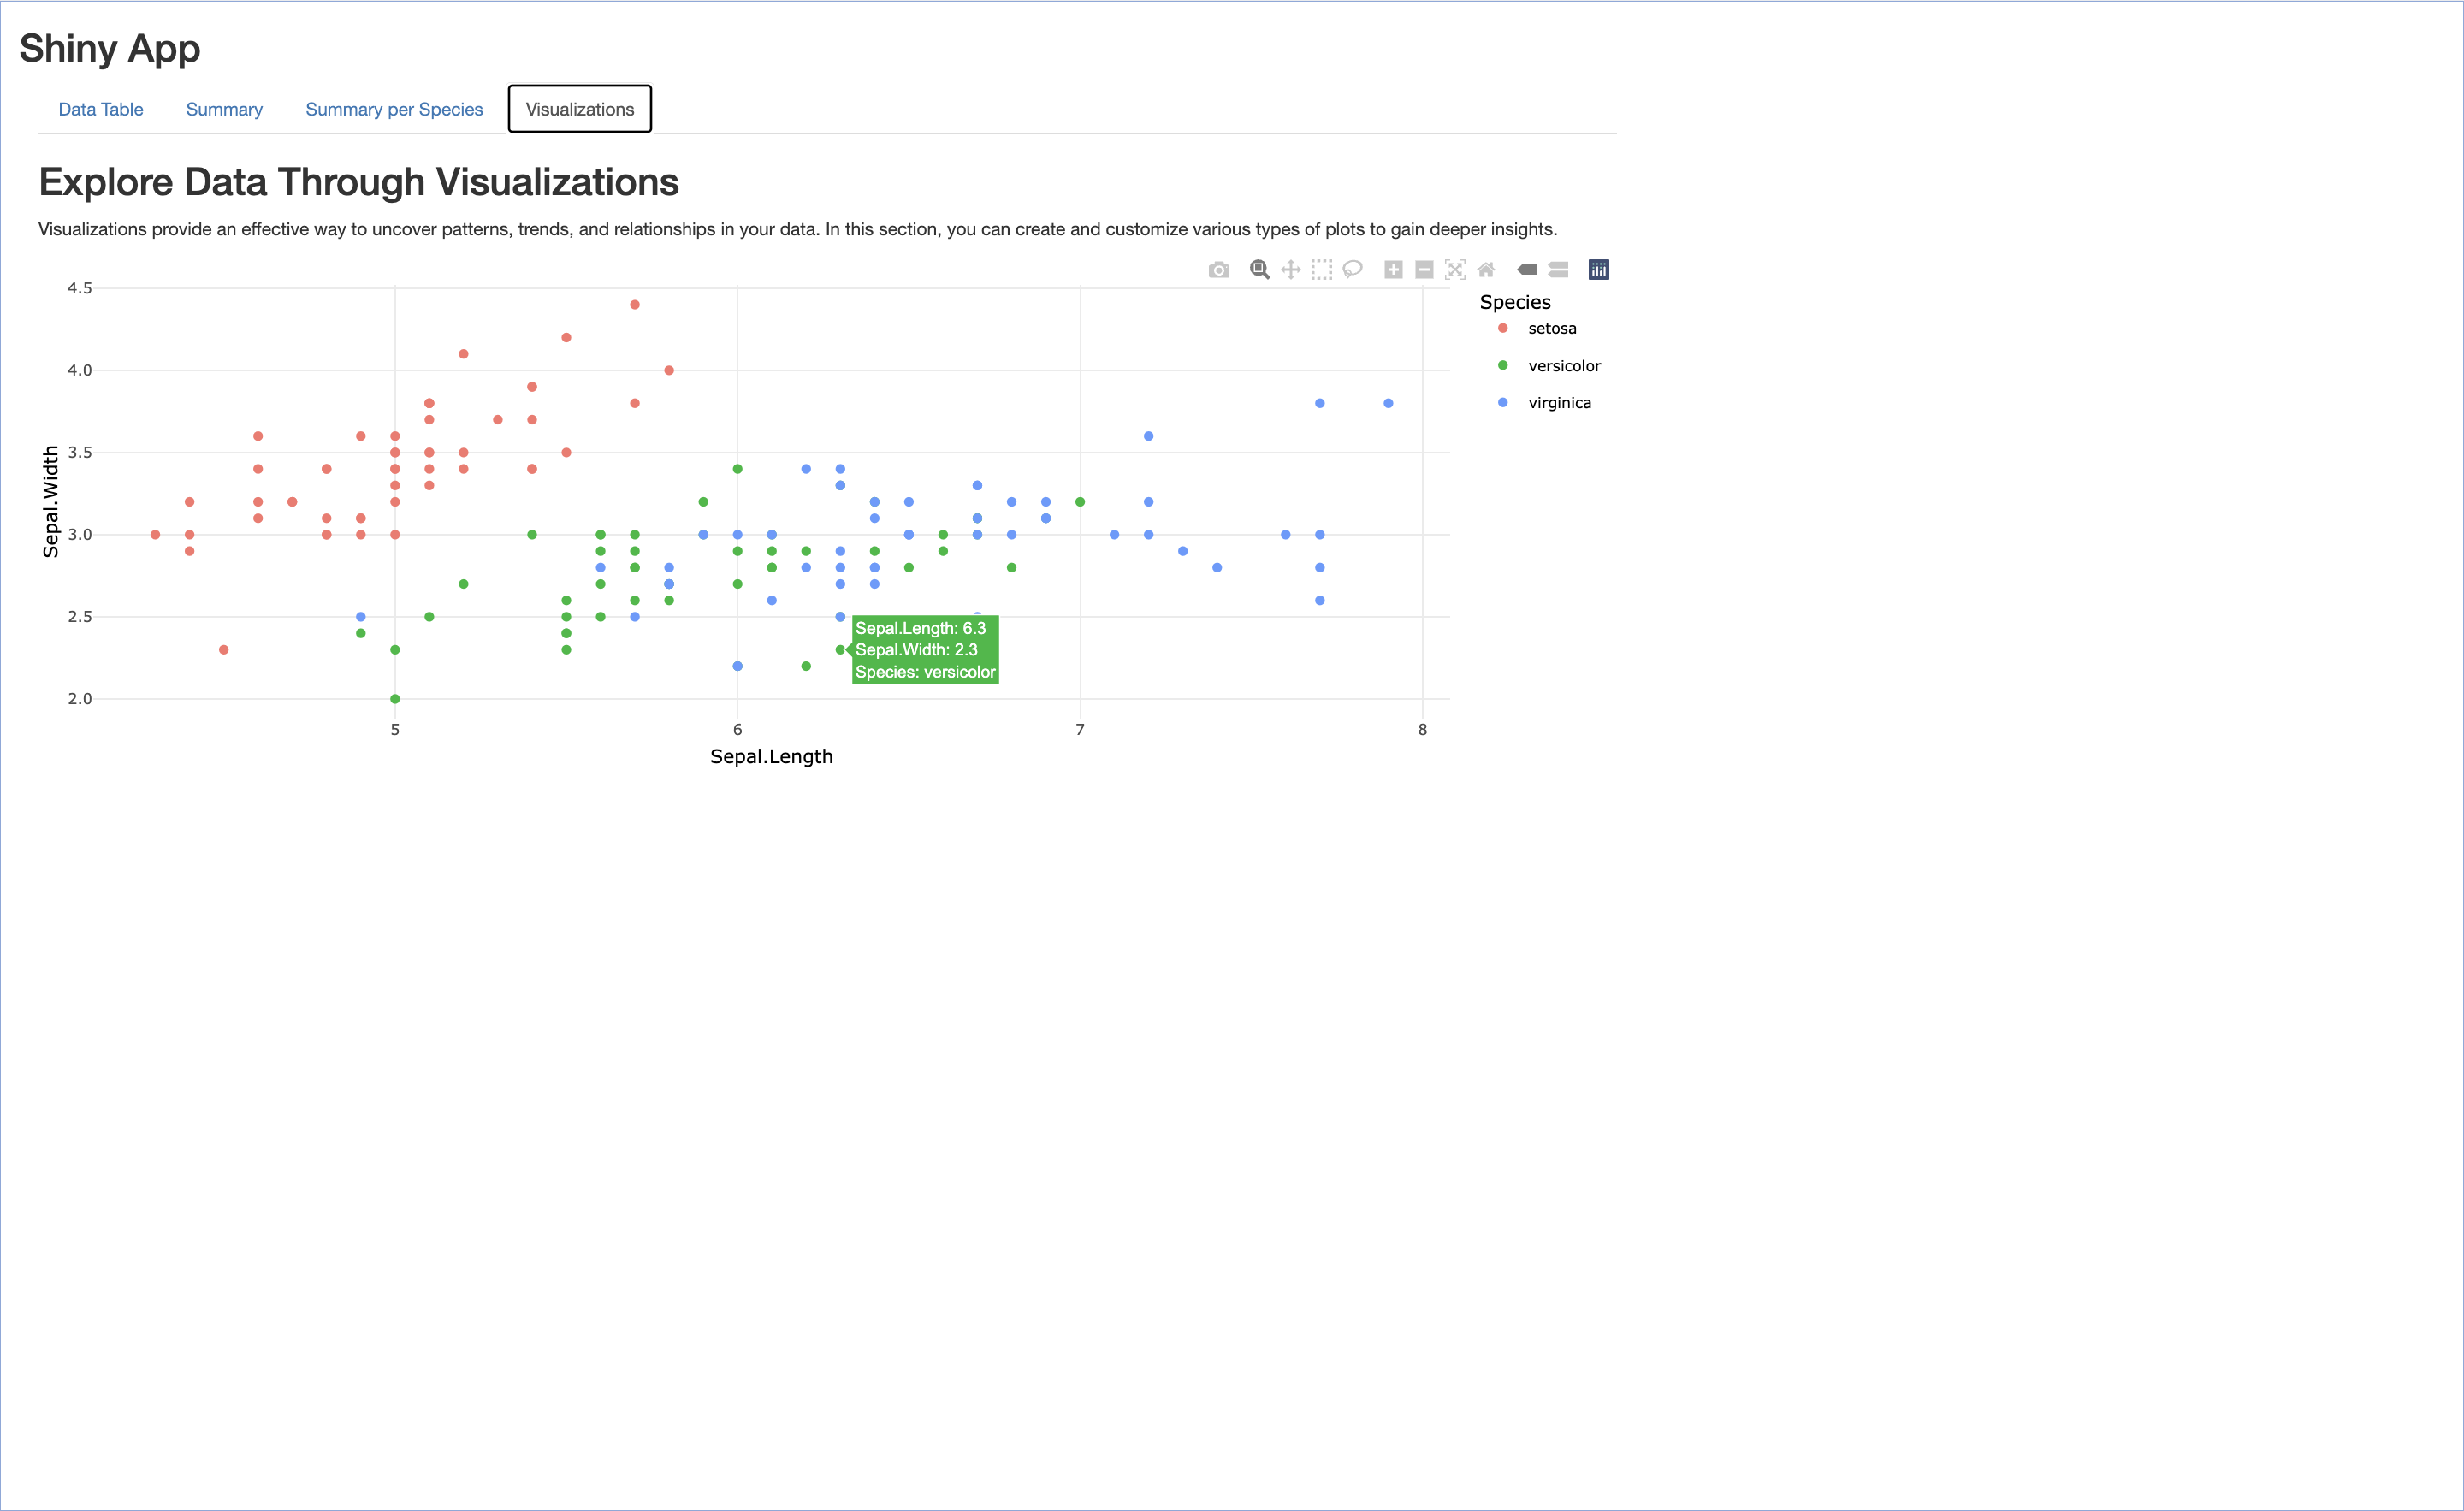 Shiny App
Data Table Summary Summary per Species Visualizations
Explore Data Through Visualizations
Visualizations provide an effective way to uncover patterns, trends, and relationships in your data. In this section, you can create and customize various types of plots to gain deeper insights.
4.5
4.0
3.5
3.0
2.5
2.0
Sepal.Width
Species
setosa
versicolor
virginica
Sepal.Length: 6.3
Sepal.Width: 2.3
Species: versicolor
5 6 7 8
Sepal.Length